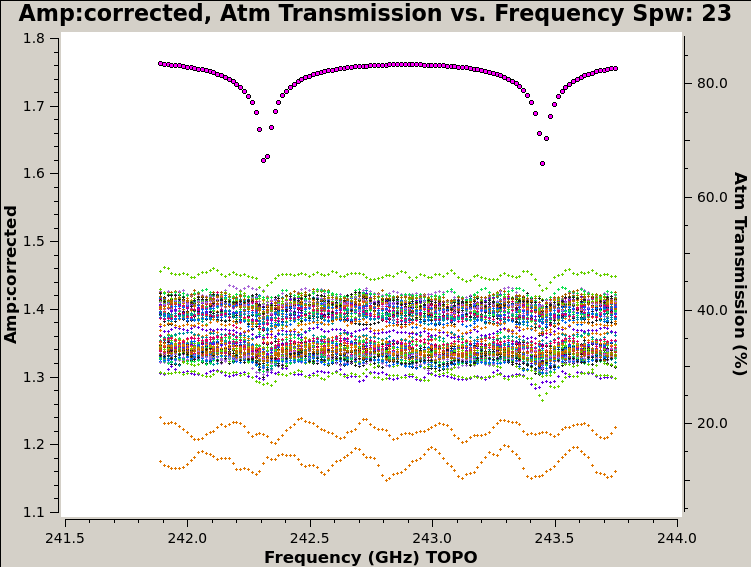 Amp:corrected, Atm Transmission vs. Frequency Spw: 23
1.8
1.7
1.6
1.5
1.4
1.3
1.2
1.1
Amp:corrected
80.0
60.0
40.0
20.0
Atm Transmission (%)
241.5 242.0 242.5 243.0 243.5 244.0
Frequency (GHz) TOPO